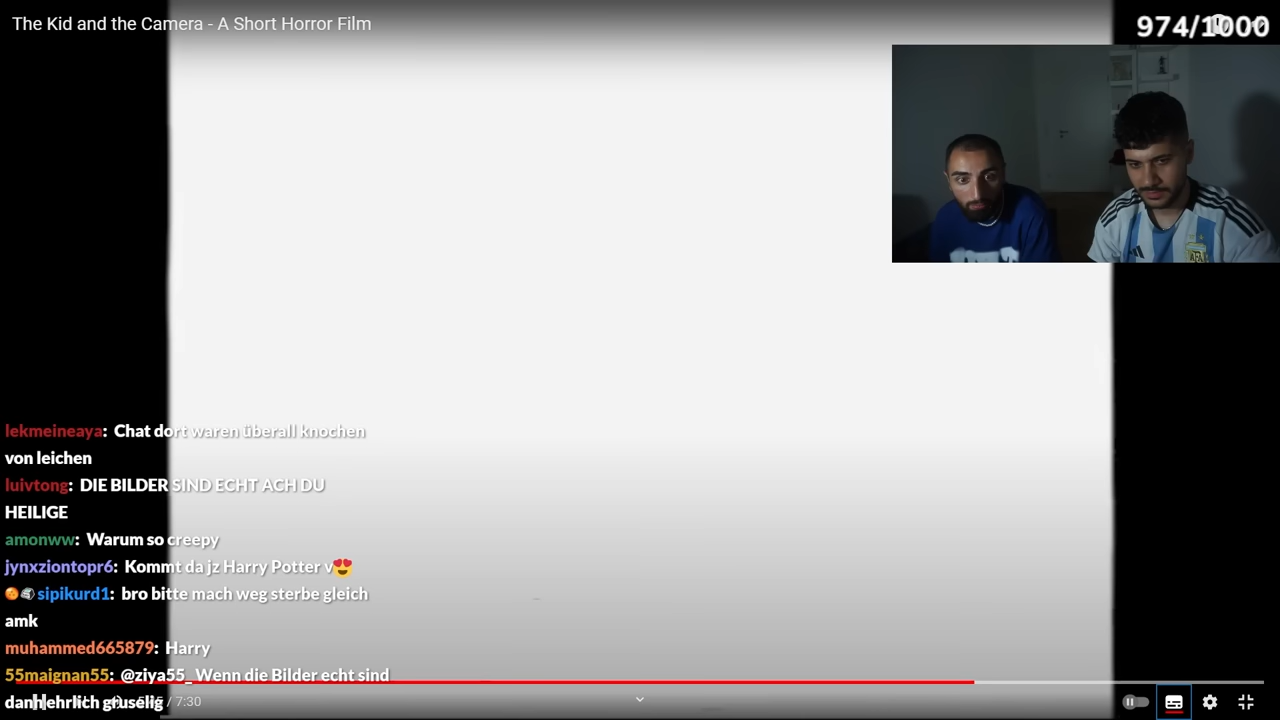 The Kid and the Camera - A Short Horror Film
974/1000
lekmeineaya: Chat dort waren überall knochen
von leichen
luivtong: DIE BILDER SIND ECHT ACH DU
HEILIGE
amonww: Warum so creepy
jynxziontopr6: Kommt da jz Harry Potter v😍
sipikurd1: bro bitte mach weg sterbe gleich
amk
muhammed665879: Harry
55maignan55: @ziya55_ Wenn die Bilder echt sind
dann ehrlich gruselig
/ 7:30